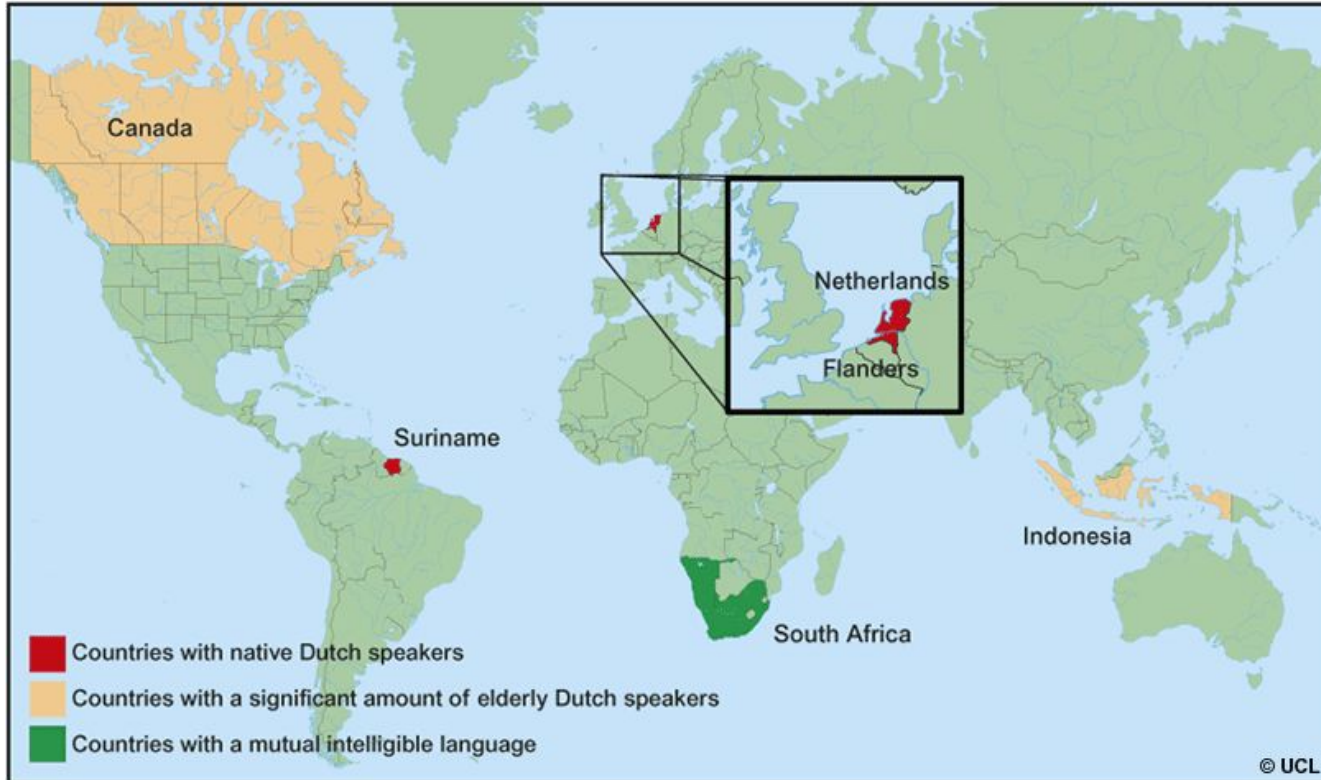 Canada
Netherlands
Flanders
Suriname
Indonesia
South Africa
Countries with native Dutch speakers
Countries with a significant amount of elderly Dutch speakers
Countries with a mutual intelligible language
© UCL